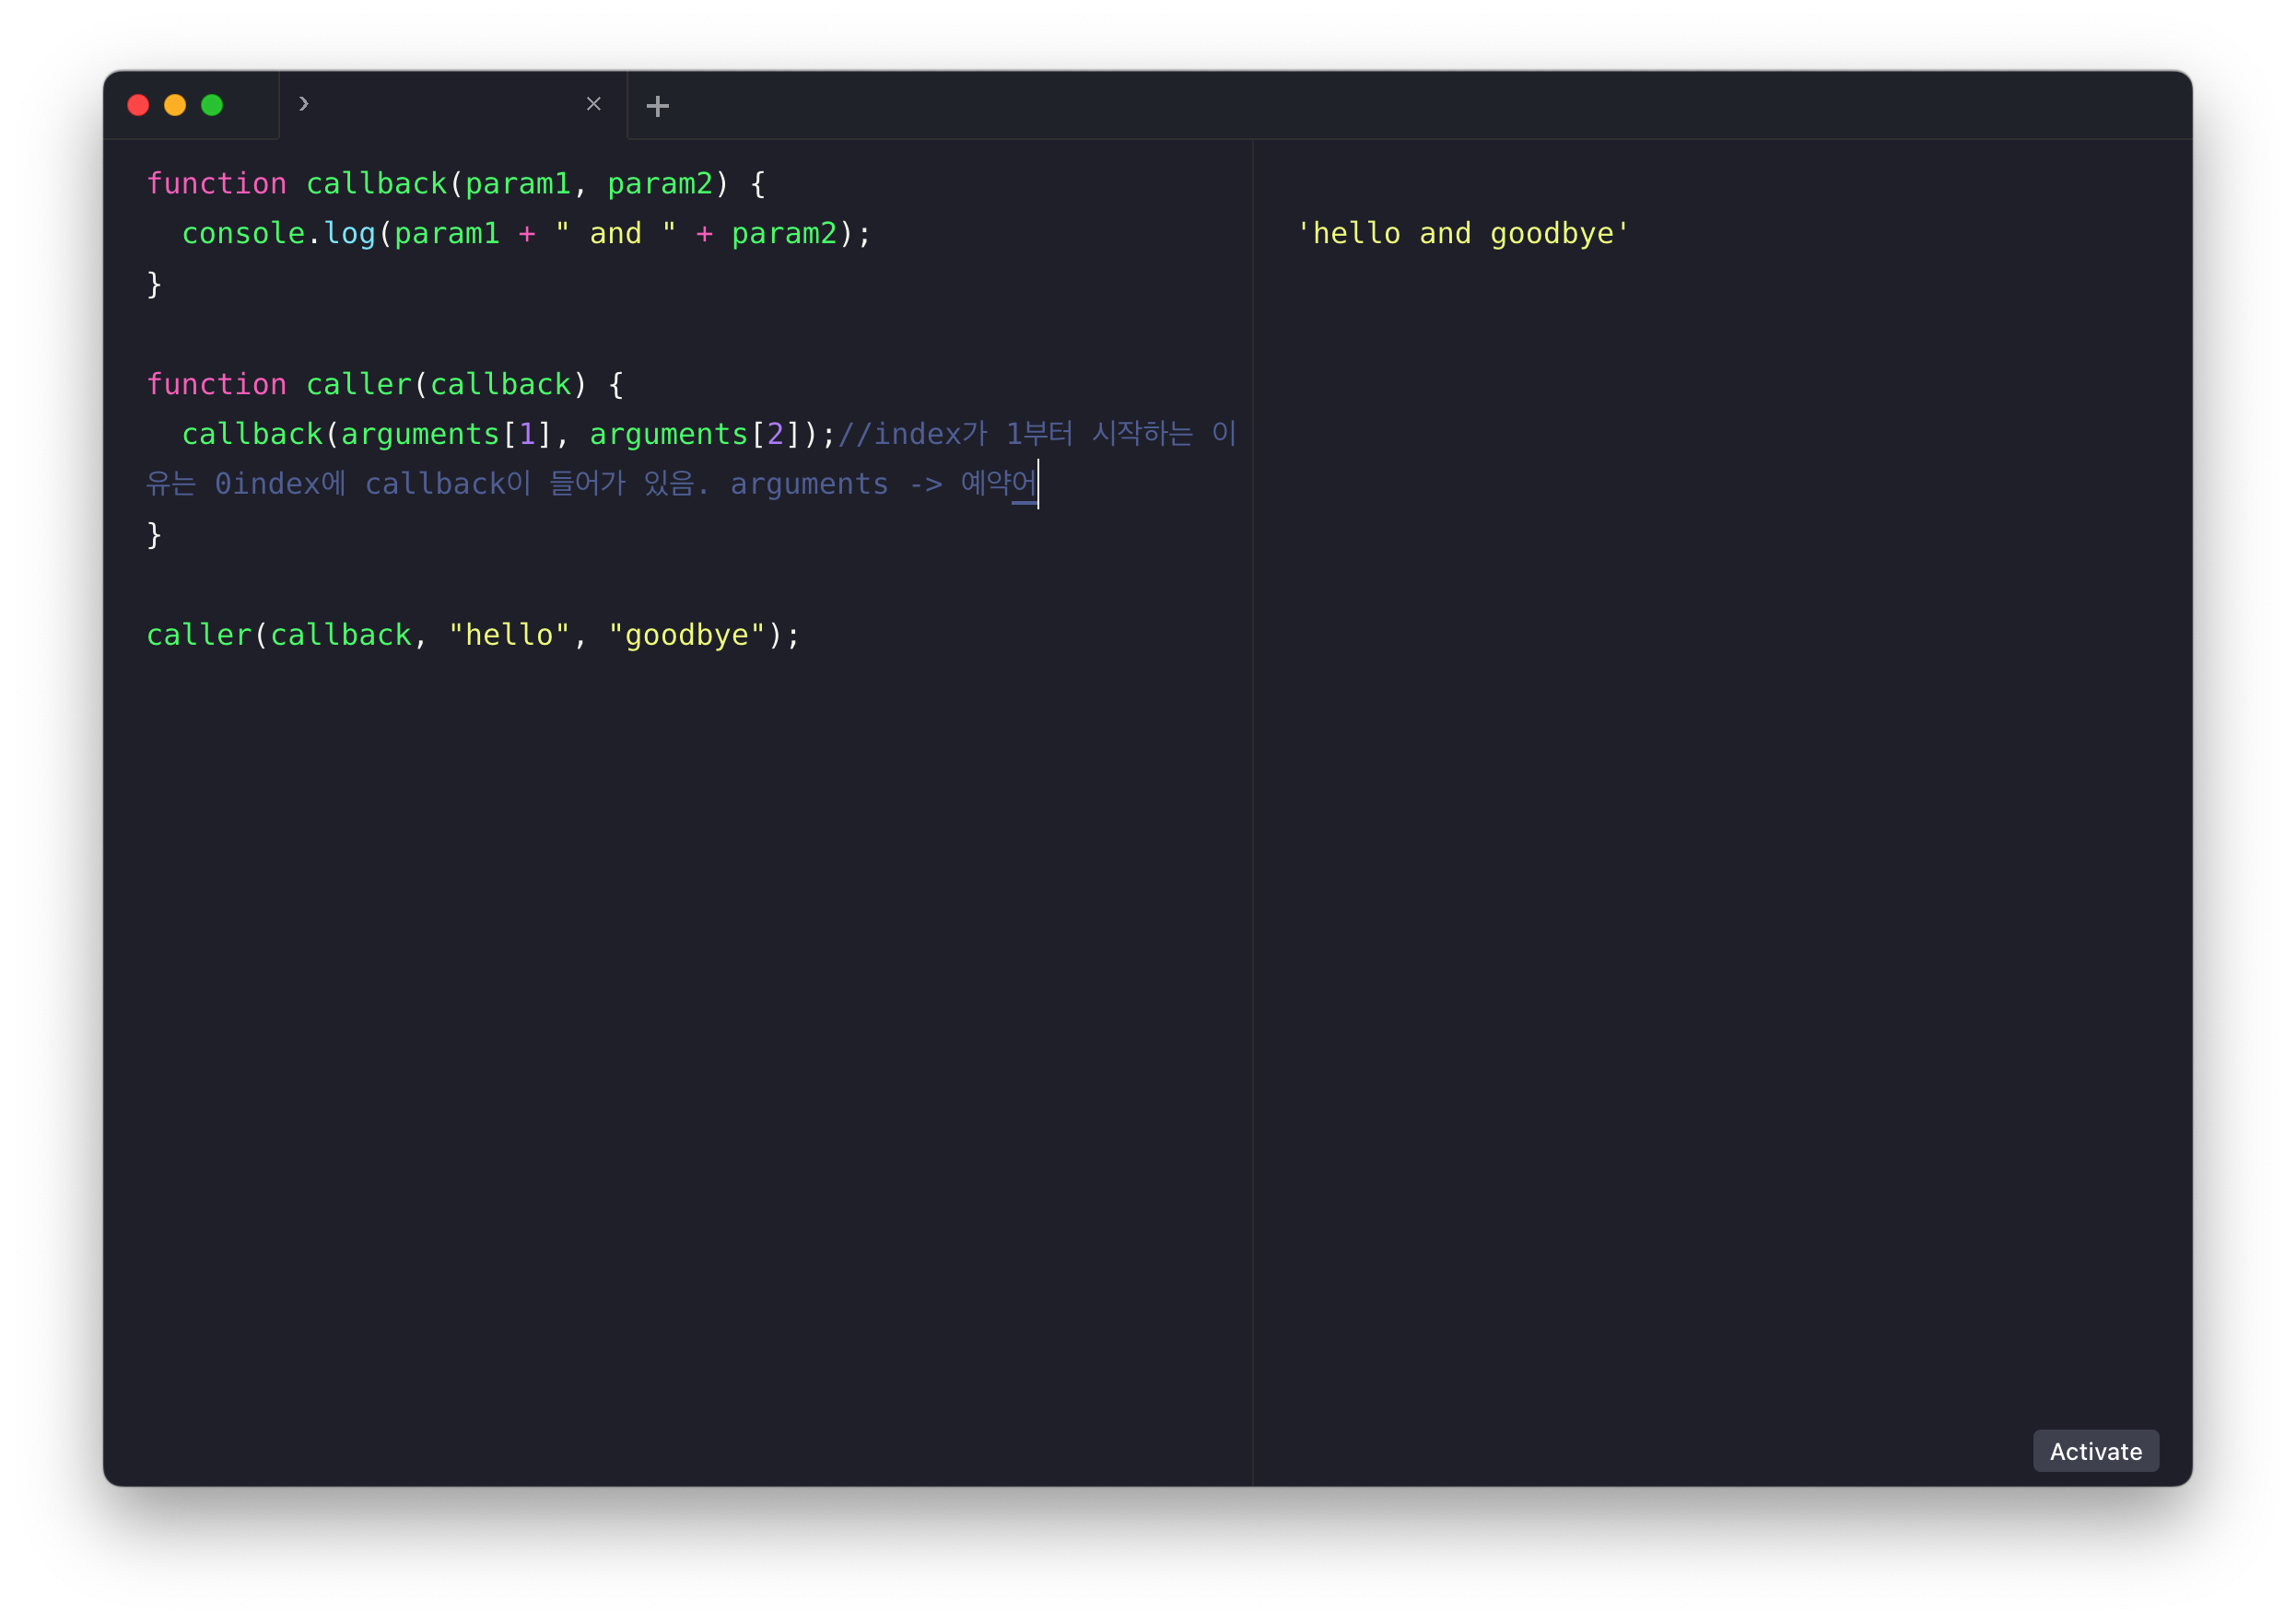 function callback(param1, param2) {
  console.log(param1 + " and " + param2);
}
function caller(callback) {
  callback(arguments[1], arguments[2]);//index가 1부터 시작하는 이
유는 0index에 callback이 들어가 있음. arguments -> 예약어
}
caller(callback, "hello", "goodbye");
'hello and goodbye'
Activate